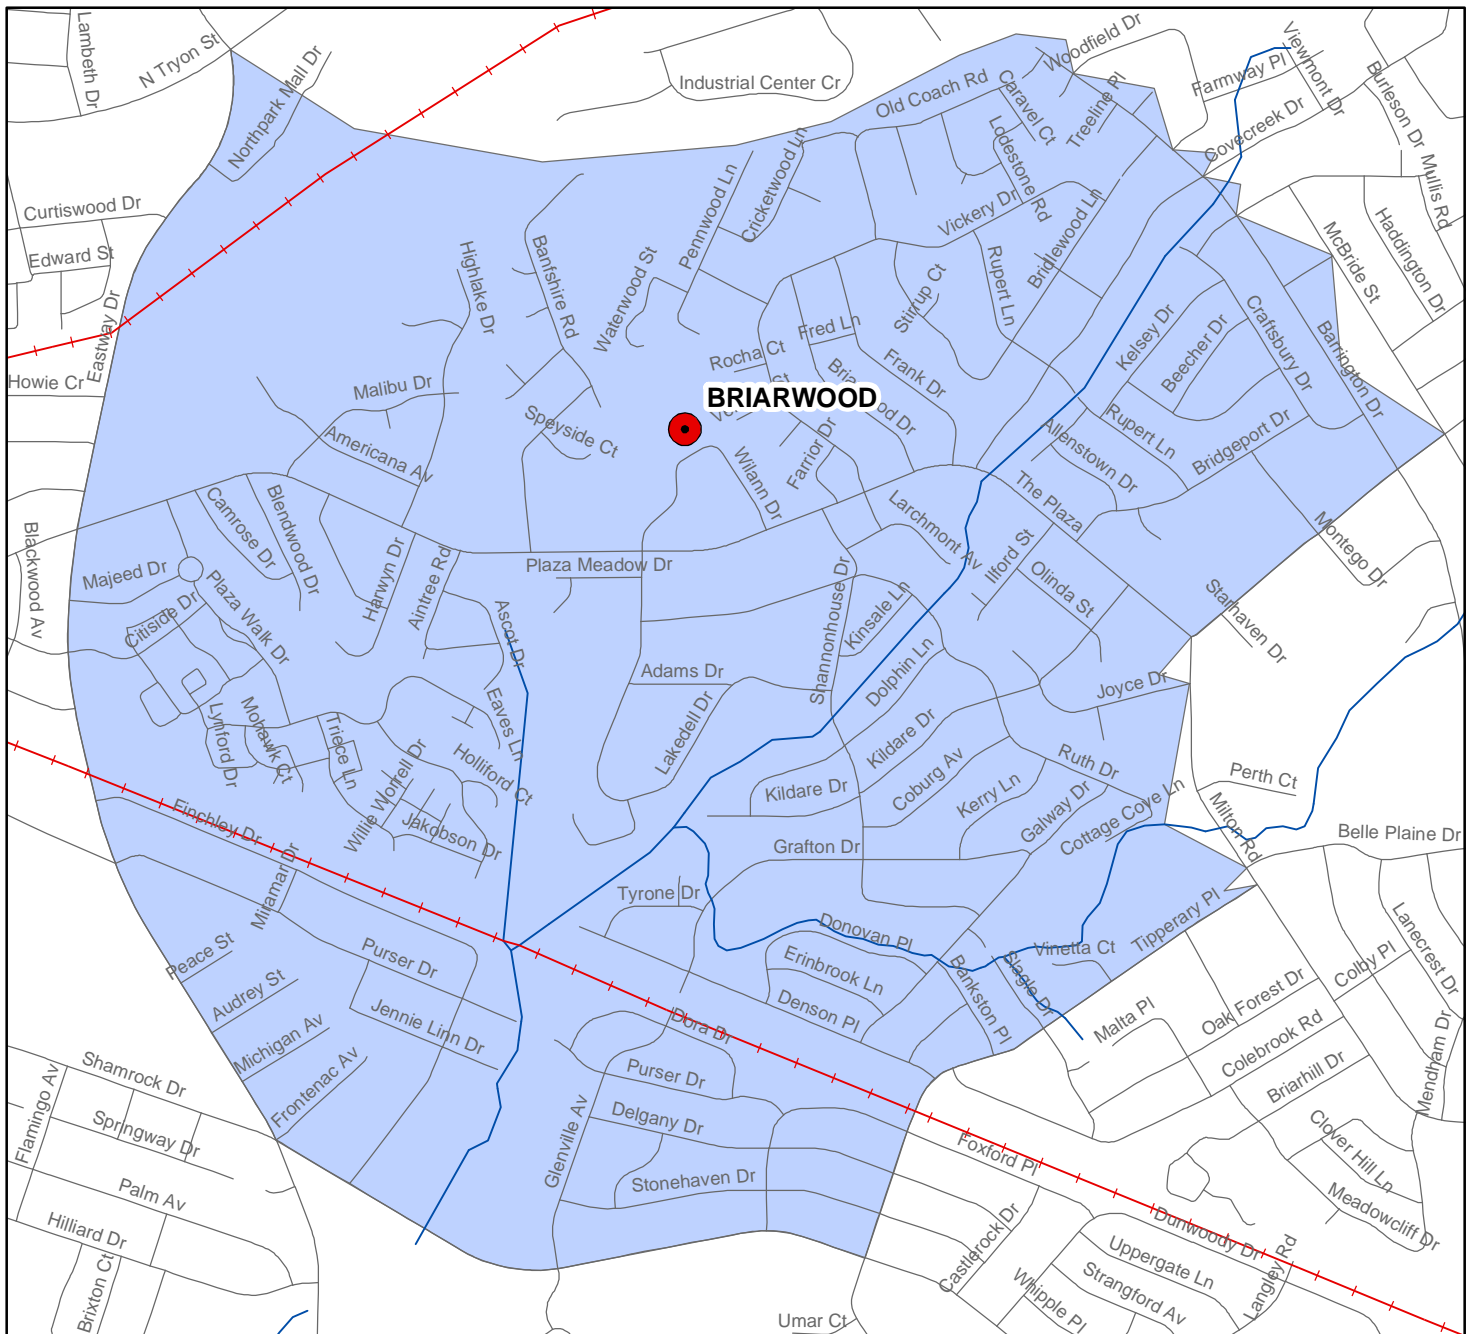 Lambeth Dr
N Tryon St
Northpark Mall Dr
Industrial Center Cr
Old Coach Rd
Woodfield Dr
Caravel Ct
Treeline Pl
Farmway Pl
Viewmont Dr
Covecreek Dr
Burleson Dr
Mullis Rd
Haddington Dr
McBride St
Curtiswood Dr
Edward St
Eastway Dr
Howie Cr
Highlake Dr
Banfshire Rd
Waterwood St
Pennwood Ln
Cricketwood Ln
Lodestone Rd
Vickery Dr
Bridlewood Ln
Rupert Ln
Stirrup Ct
Fred Ln
Rocha Ct
Frank Dr
Kelsey Dr
Beecher Dr
Craftsbury Dr
Barrington Dr
Malibu Dr
BRIARWOOD
Speyside Ct
Americana Av
Wilann Dr
Farrior Dr
Allenstown Dr
Rupert Ln
Bridgeport Dr
The Plaza
Larchmont Av
Ilford St
Olinda St
Montego Dr
Starhaven Dr
Blackwood Av
Camrose Dr
Blendwood Dr
Majeed Dr
Harwyn Dr
Aintree Rd
Plaza Meadow Dr
Citiside Dr
Plaza Walk Dr
Ascot Dr
Shannonhouse Dr
Kinsale Ln
Dolphin Ln
Adams Dr
Lakedell Dr
Joyce Dr
Lynford Dr
Mohawk Ct
Triece Ln
Eaves Ln
Holliford Ct
Willie Worrell Dr
Jakobson Dr
Kildare Dr
Kildare Dr
Coburg Av
Kerry Ln
Ruth Dr
Galway Dr
Cottage Cove Ln
Perth Ct
Milton Rd
Belle Plaine Dr
Finchley Dr
Miramar Dr
Grafton Dr
Tyrone Dr
Donovan Pl
Tipperary Pl
Vinetta Ct
Slagle Dr
Bankston Pl
Erinbrook Ln
Denson Pl
Peace St
Purser Dr
Audrey St
Jennie Linn Dr
Michigan Av
Frontenac Av
Dora Dr
Purser Dr
Delgany Dr
Stonehaven Dr
Glenville Av
Malta Pl
Oak Forest Dr
Colby Pl
Lanecrest Dr
Colebrook Rd
Briarhill Dr
Mendham Dr
Clover Hill Ln
Meadowcliff Dr
Shamrock Dr
Flamingo Av
Springway Dr
Palm Av
Hilliard Dr
Brixton Ct
Foxford Pl
Dunwoody Dr
Castlerock Dr
Uppergate Ln
Strangford Av
Langley Rd
Whipple Pl
Umar Ct